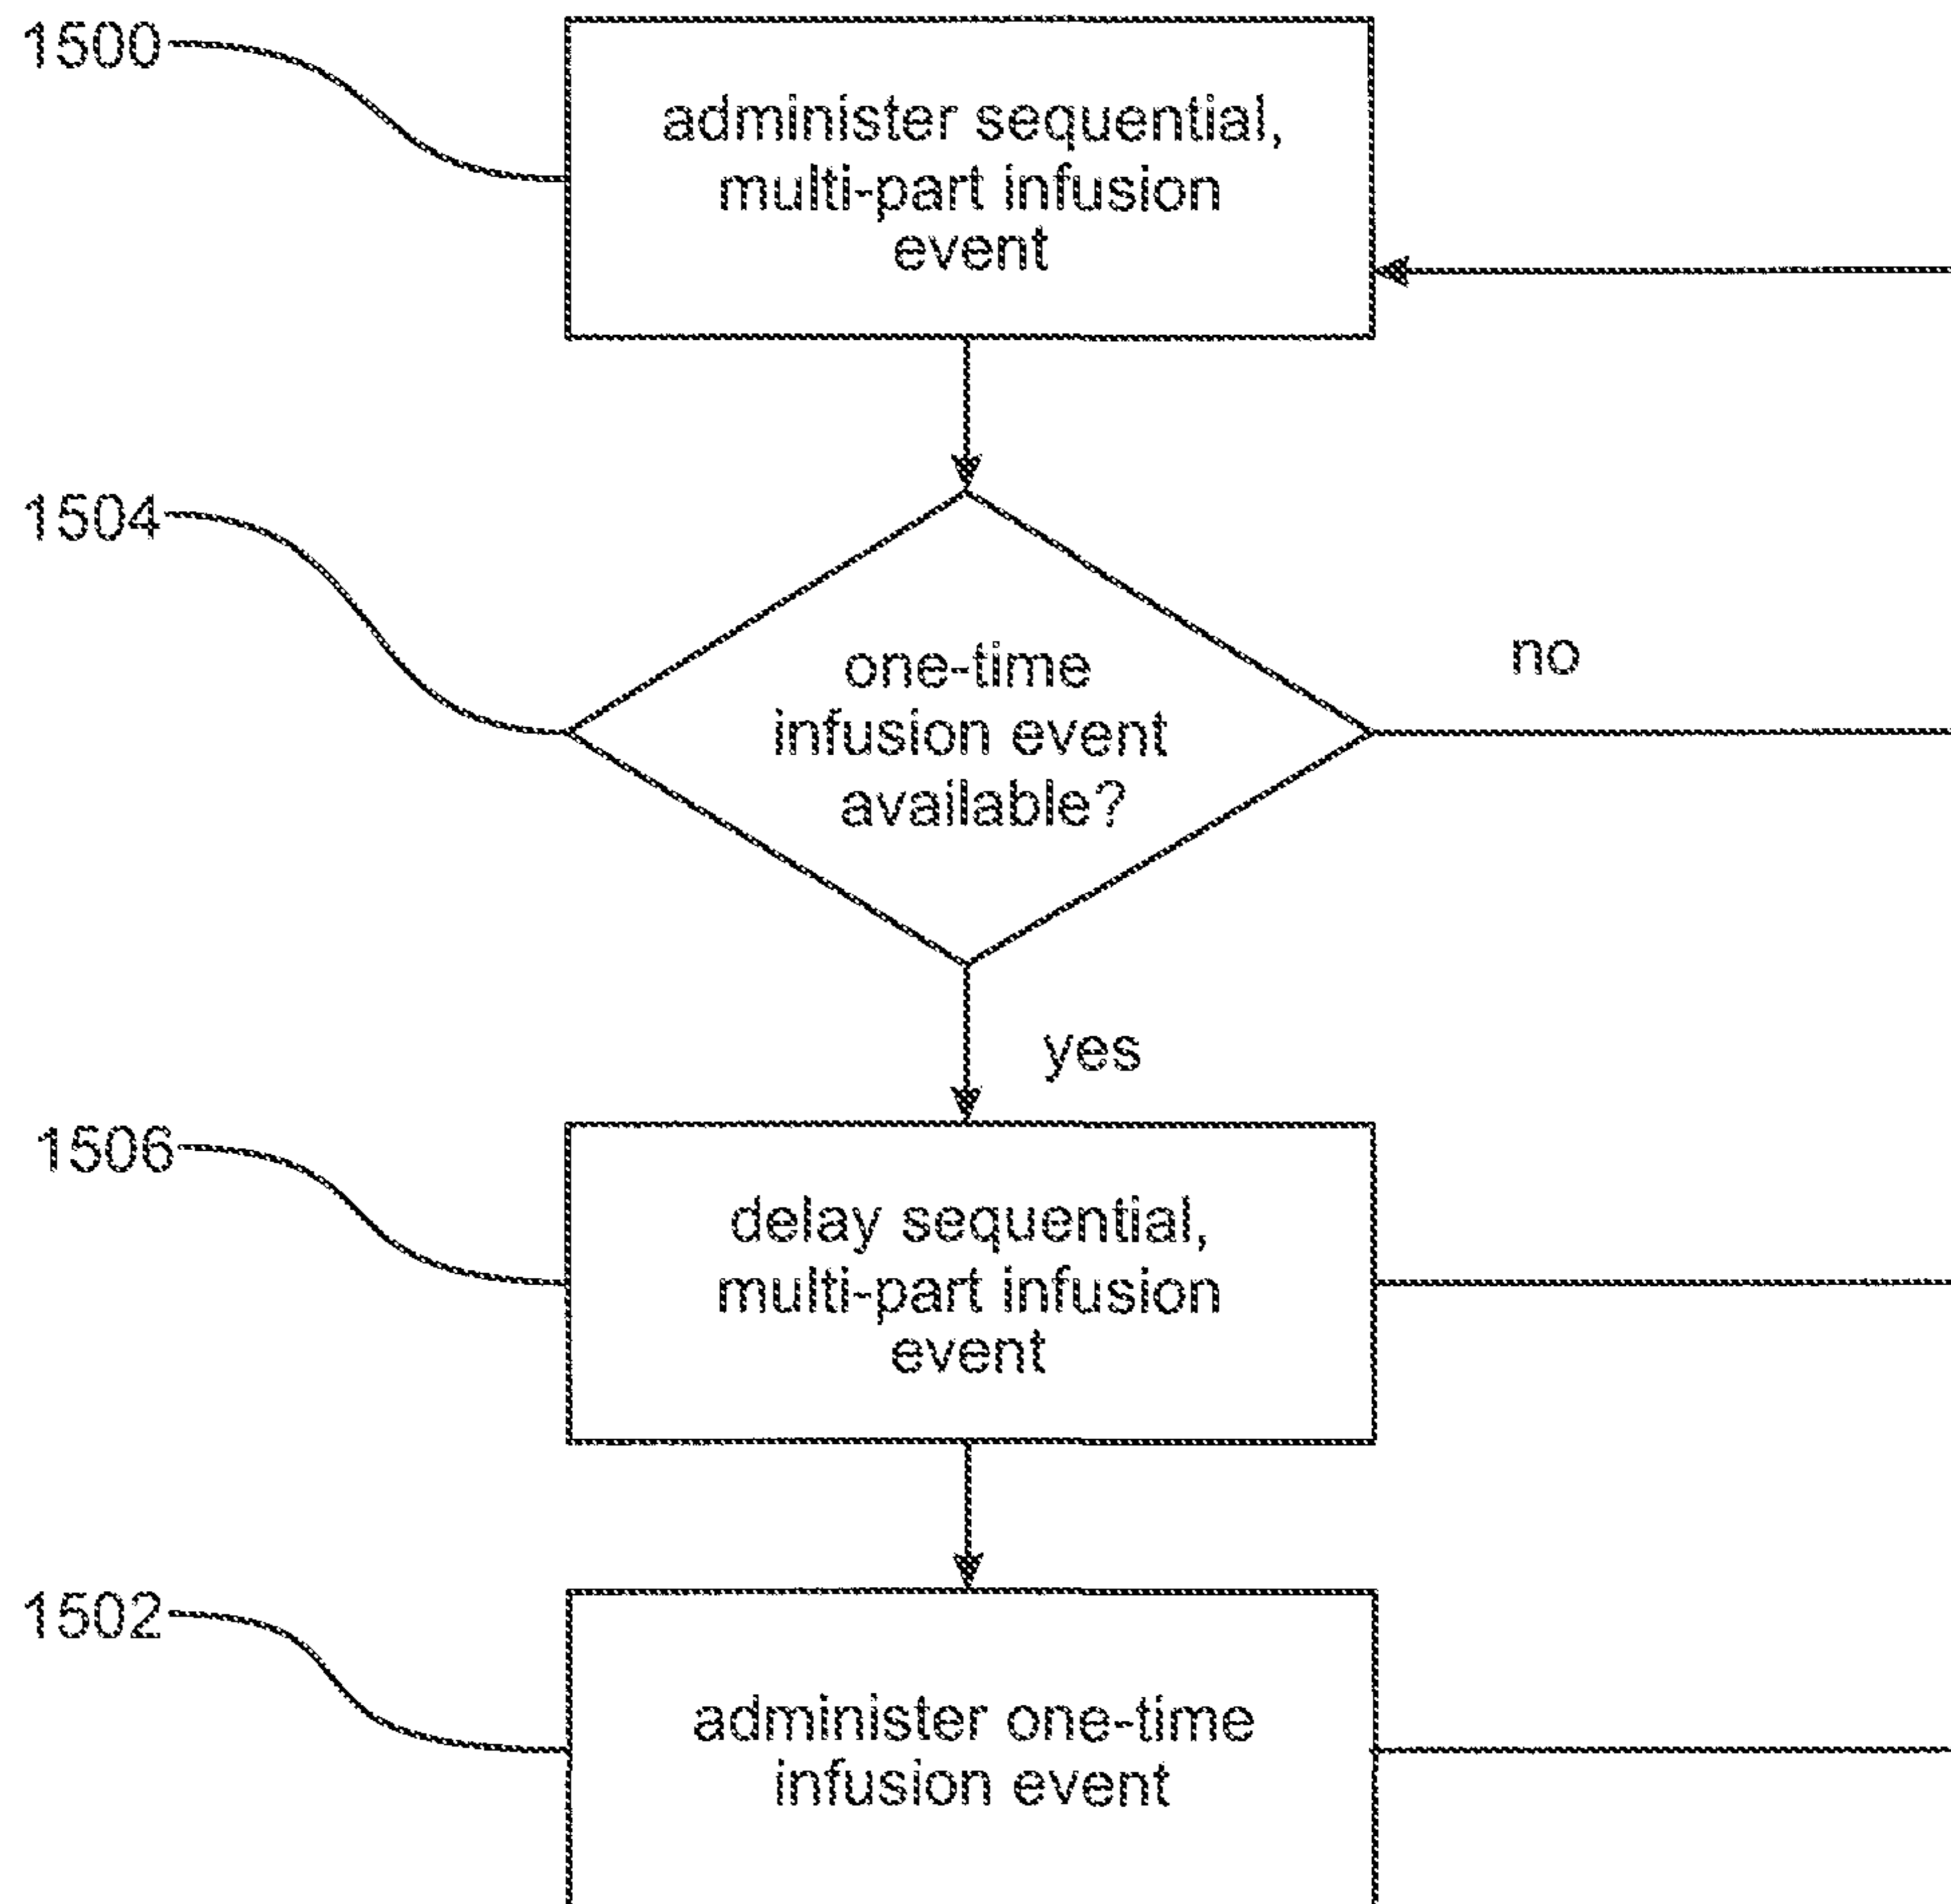 1500
administer sequential,
multi-part infusion
event
1504
one-time
infusion event
available?
no
yes
1506
delay sequential,
multi-part infusion
event
1502
administer one-time
infusion event